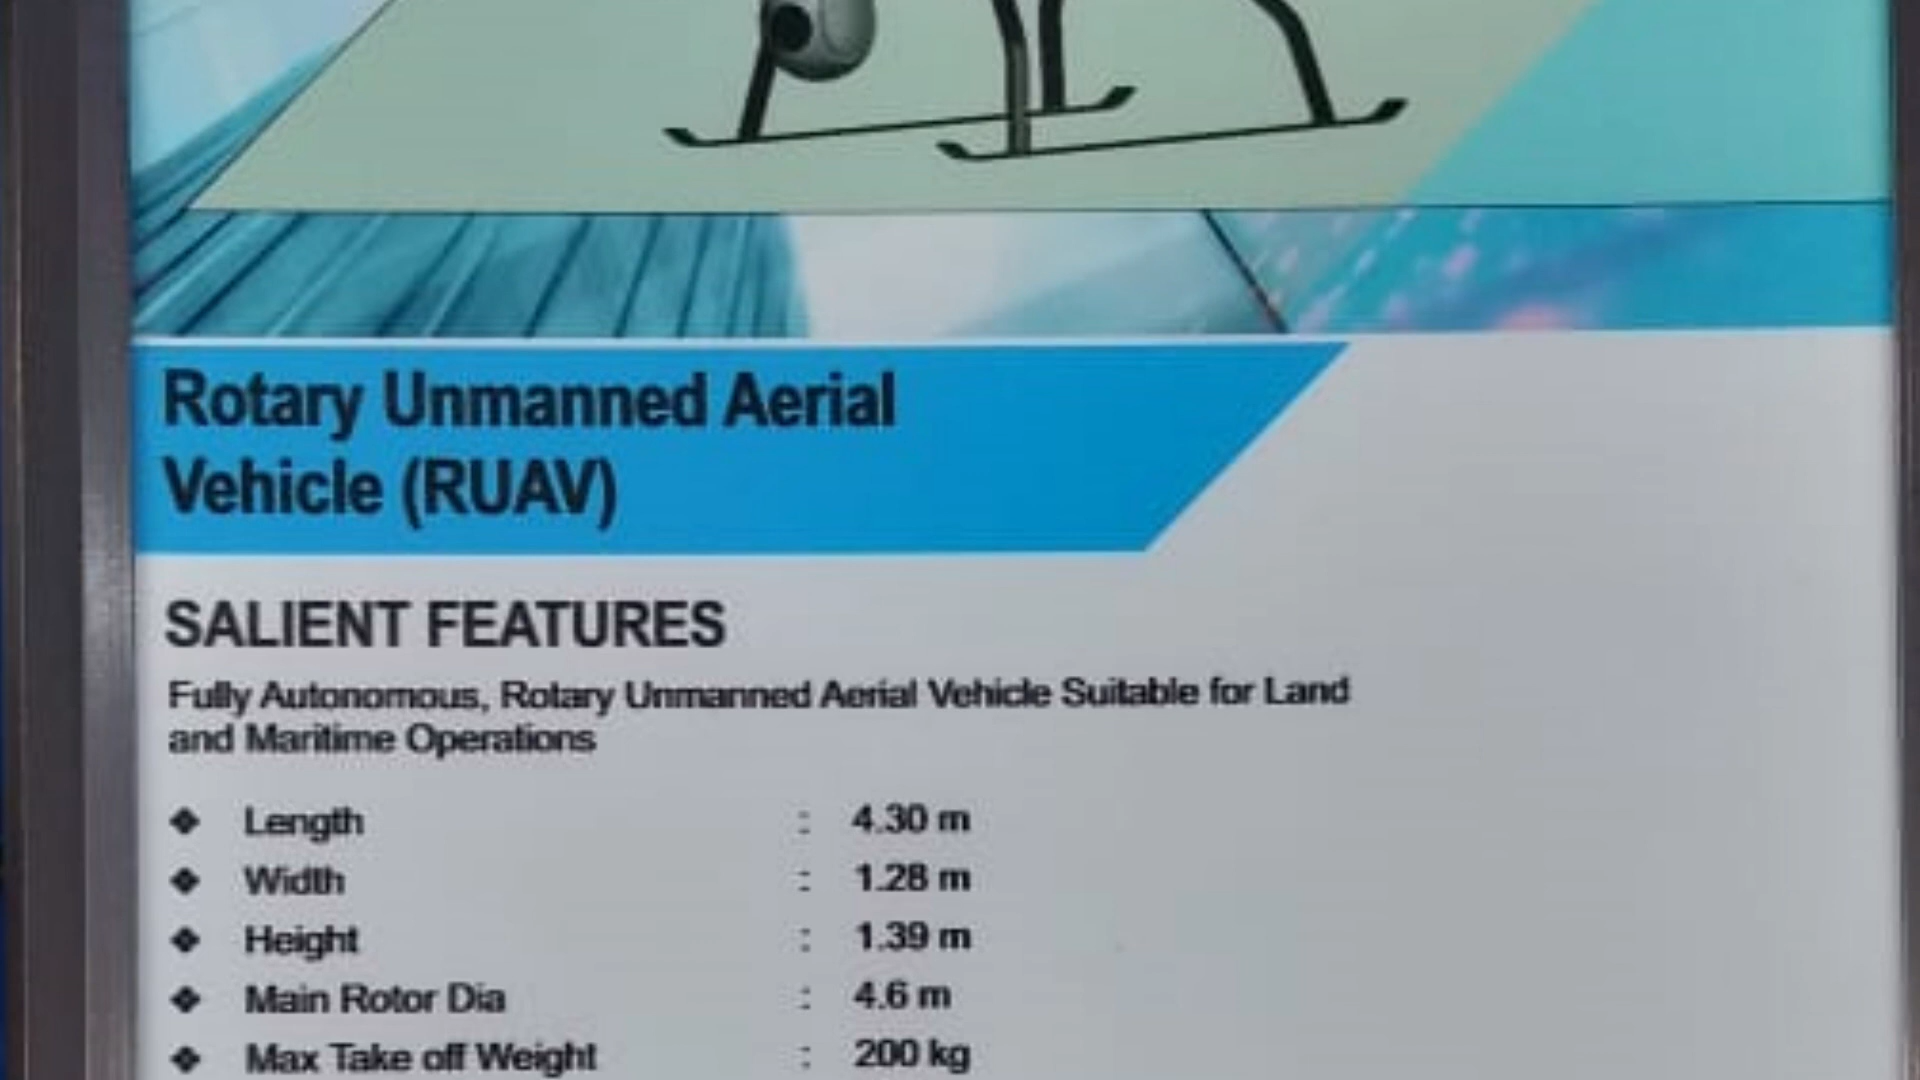 Rotary Unmanned Aerial
Vehicle (RUAV)
SALIENT FEATURES
Fully Autonomous, Rotary Unmanned Aerial Vehicle Suitable for Land
and Maritime Operations
❖ Length : 4.30 m
❖ Width : 1.28 m
❖ Height : 1.39 m
❖ Main Rotor Dia : 4.6 m
❖ Max Take off Weight : 200 kg